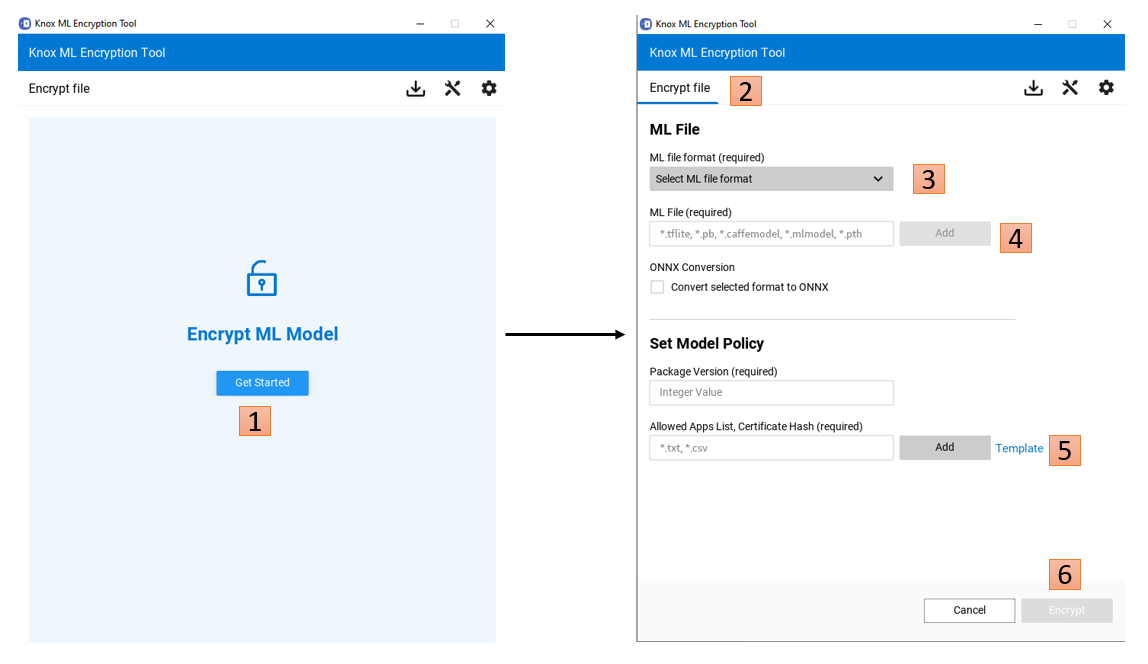 Knox ML Encryption Tool
Knox ML Encryption Tool
Encrypt file
Encrypt ML Model
Get Started
1
Knox ML Encryption Tool
Knox ML Encryption Tool
Encrypt file
2
ML File
ML file format (required)
Select ML file format
3
ML File (required)
*.tflite, *.pb, *.caffemodel, *.mlmodel, *.pth
Add
4
ONNX Conversion
Convert selected format to ONNX
Set Model Policy
Package Version (required)
Integer Value
Allowed Apps List, Certificate Hash (required)
*.txt, *.csv
Add
Template
5
6
Cancel
Encrypt